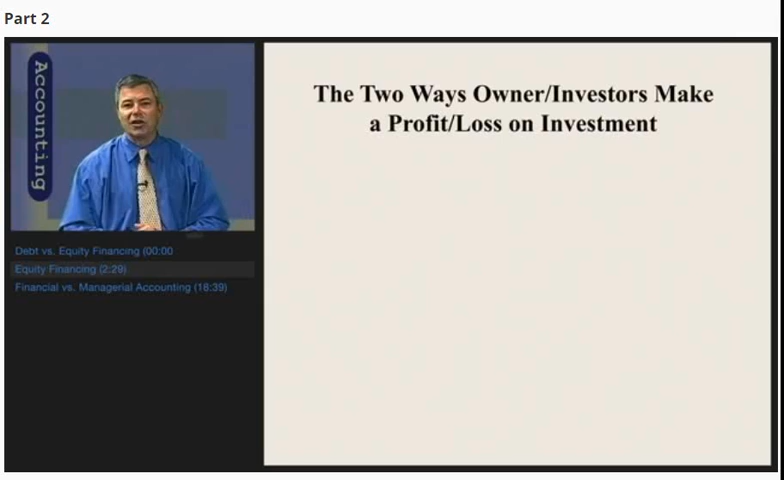 Part 2
Accounting
The Two Ways Owner/Investors Make
a Profit/Loss on Investment
Debt vs. Equity Financing (00:00
Equity Financing (2:29)
Financial vs. Managerial Accounting (18:39)